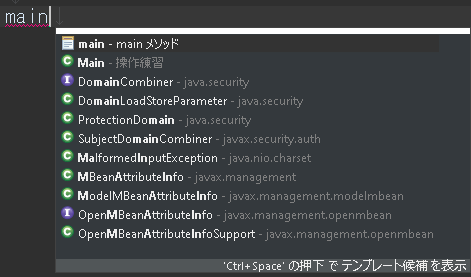 main↓
main - main メソッド
Main - 操作練習
DomainCombiner - java.security
DomainLoadStoreParameter - java.security
ProtectionDomain - java.security
SubjectDomainCombiner - javax.security.auth
MalformedInputException - java.nio.charset
MBeanAttributeInfo - javax.management
ModelMBeanAttributeInfo - javax.management.modelmbean
OpenMBeanAttributeInfo - javax.management.openmbean
OpenMBeanAttributeInfoSupport - javax.management.openmbean
'Ctrl+Space' の押下 で テンプレート候補 を表示